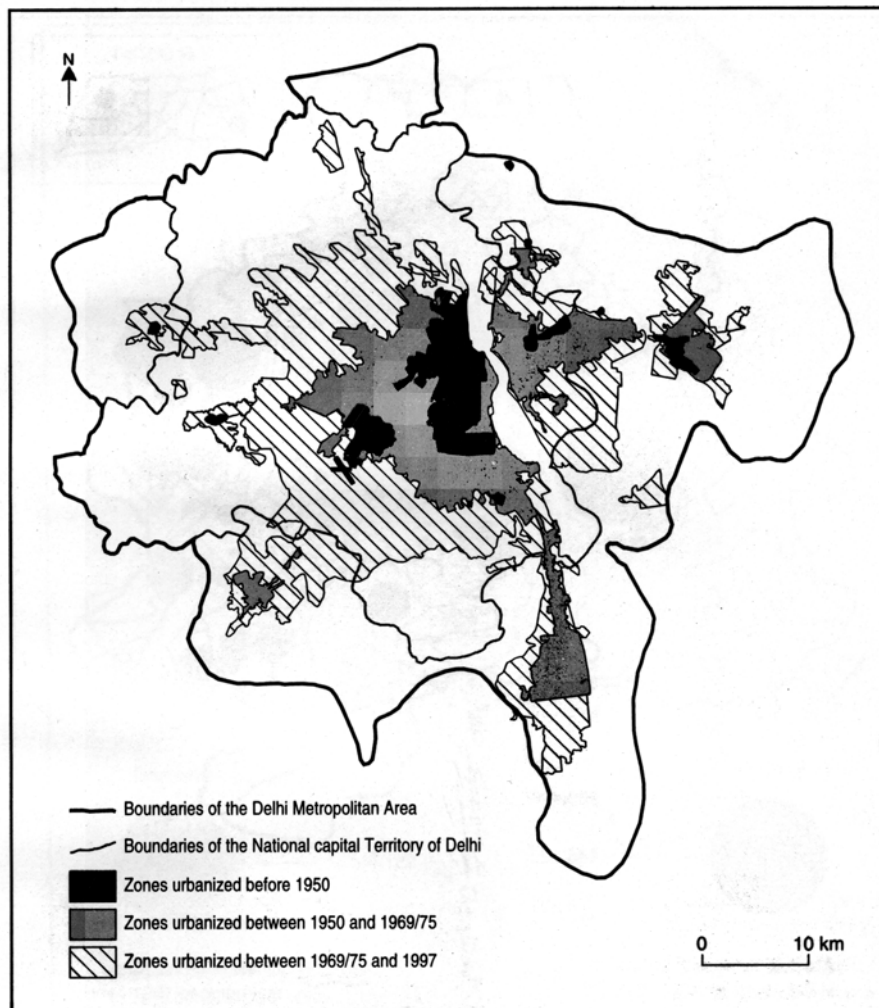 N
Boundaries of the Delhi Metropolitan Area
Boundaries of the National capital Territory of Delhi
Zones urbanized before 1950
Zones urbanized between 1950 and 1969/75
Zones urbanized between 1969/75 and 1997
0 10 km